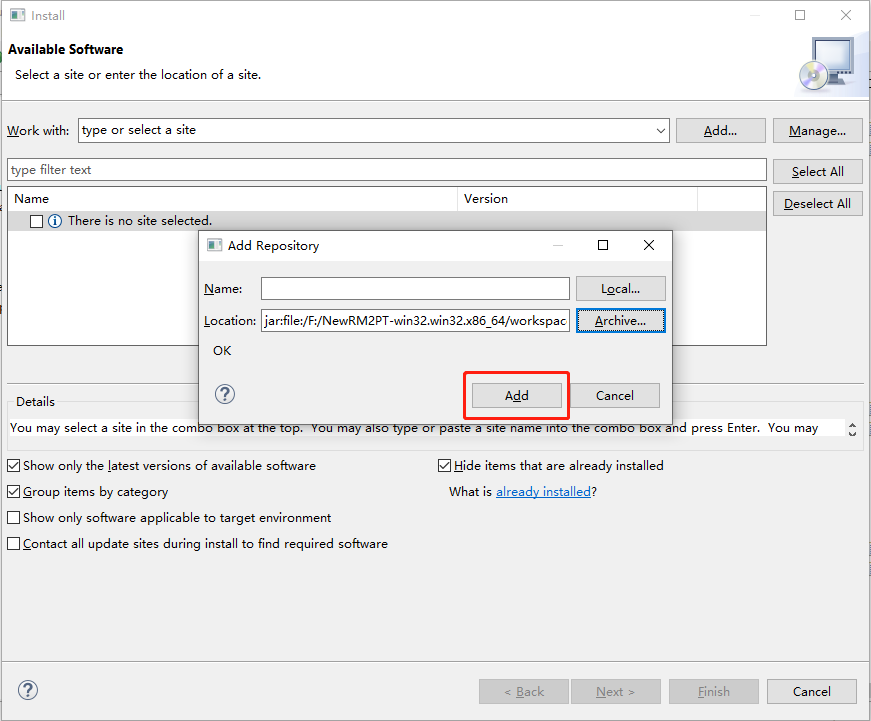 Install
Available Software
Select a site or enter the location of a site.
Work with: type or select a site Add... Manage...
type filter text Select All
Name Version Deselect All
There is no site selected.
Add Repository
Name: Local...
Location: jar:file:/F:/NewRM2PT-win32.win32.x86_64/workspac Archive...
OK
? Add Cancel
Details
You may select a site in the combo box at the top. You may also type or paste a site name into the combo box and press Enter. You may
Show only the latest versions of available software Hide items that are already installed
Group items by category What is already installed?
Show only software applicable to target environment
Contact all update sites during install to find required software
? < Back Next > Finish Cancel